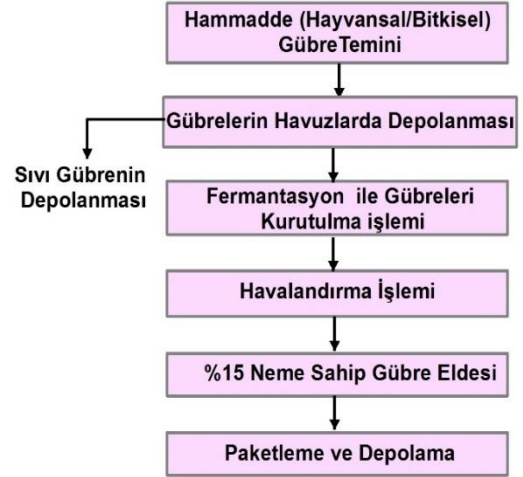 Hammadde (Hayvansal/Bitkisel)
GübreTemini
Gübrelerin Havuzlarda Depolanması
Sıvı Gübrenin
Depolanması
Fermantasyon ile Gübreleri
Kurutulma işlemi
Havalandırma İşlemi
%15 Neme Sahip Gübre Eldesi
Paketleme ve Depolama